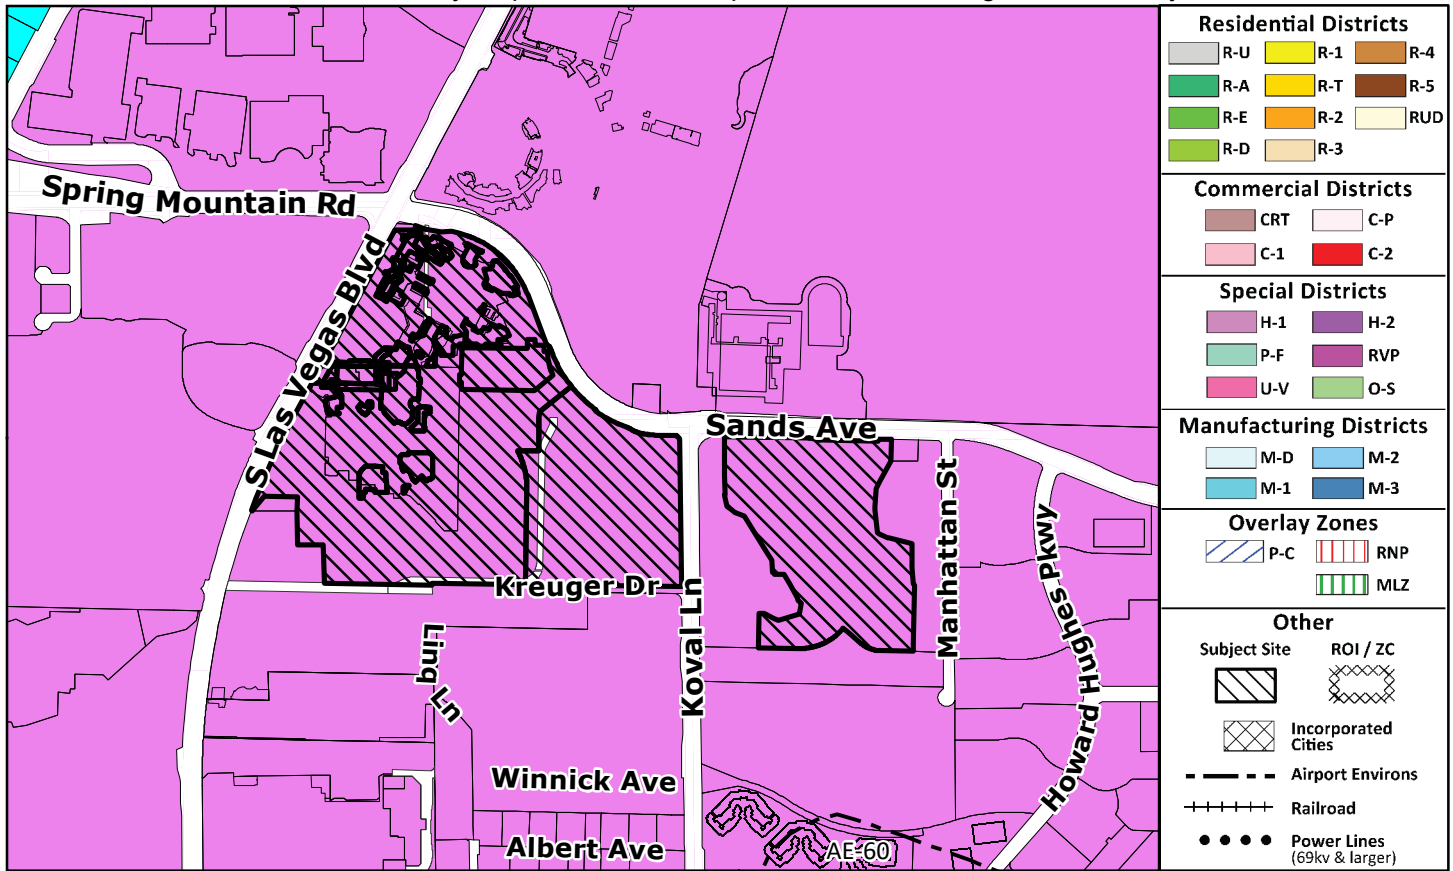 Spring Mountain Rd
S Las Vegas Blvd
Sands Ave
Manhattan St
Howard Hughes Pkwy
Kreuger Dr
Koval Ln
Linq Ln
Winnick Ave
Albert Ave
AE-60
Residential Districts
R-U R-1 R-4
R-A R-T R-5
R-E R-2 RUD
R-D R-3
Commercial Districts
CRT C-P
C-1 C-2
Special Districts
H-1 H-2
P-F RVP
U-V O-S
Manufacturing Districts
M-D M-2
M-1 M-3
Overlay Zones
P-C RNP
MLZ
Other
Subject Site ROI / ZC
Incorporated
Cities
Airport Environs
Railroad
Power Lines
(69kv & larger)